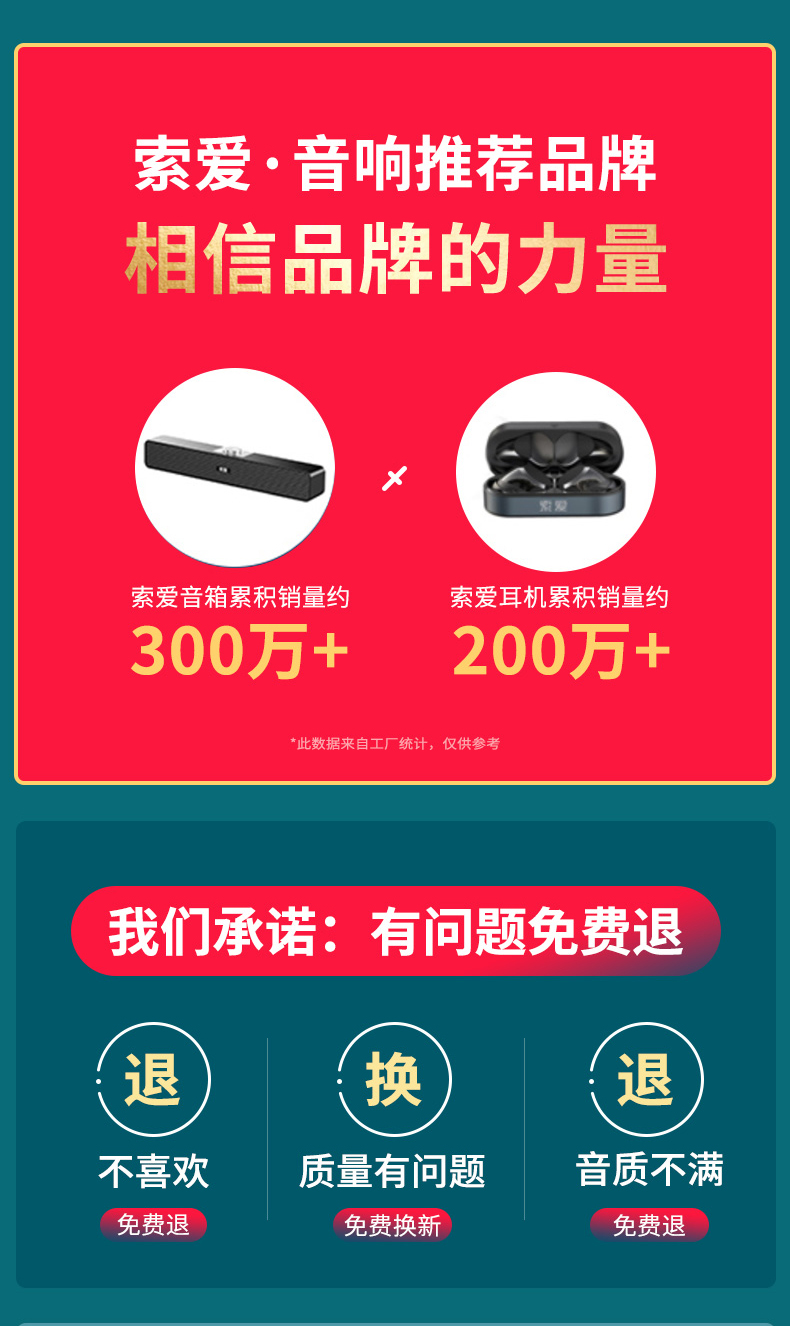 索爱·音响推荐品牌
相信品牌的力量
索爱
索爱音箱累积销量约
300万+
索爱耳机累积销量约
200万+
*此数据来自工厂统计，仅供参考
我们承诺：有问题免费退
退
不喜欢
免费退
换
质量有问题
免费换新
退
音质不满
免费退